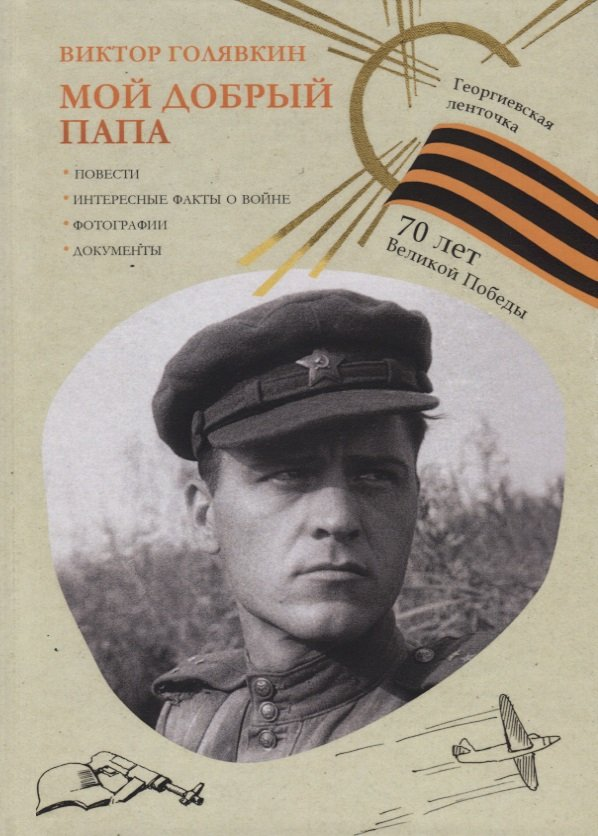 ВИКТОР ГОЛЯВКИН
МОЙ ДОБРЫЙ
ПАПА
• ПОВЕСТИ
• ИНТЕРЕСНЫЕ ФАКТЫ О ВОЙНЕ
• ФОТОГРАФИИ
• ДОКУМЕНТЫ
Георгиевская
ленточка
70 лет
Великой Победы